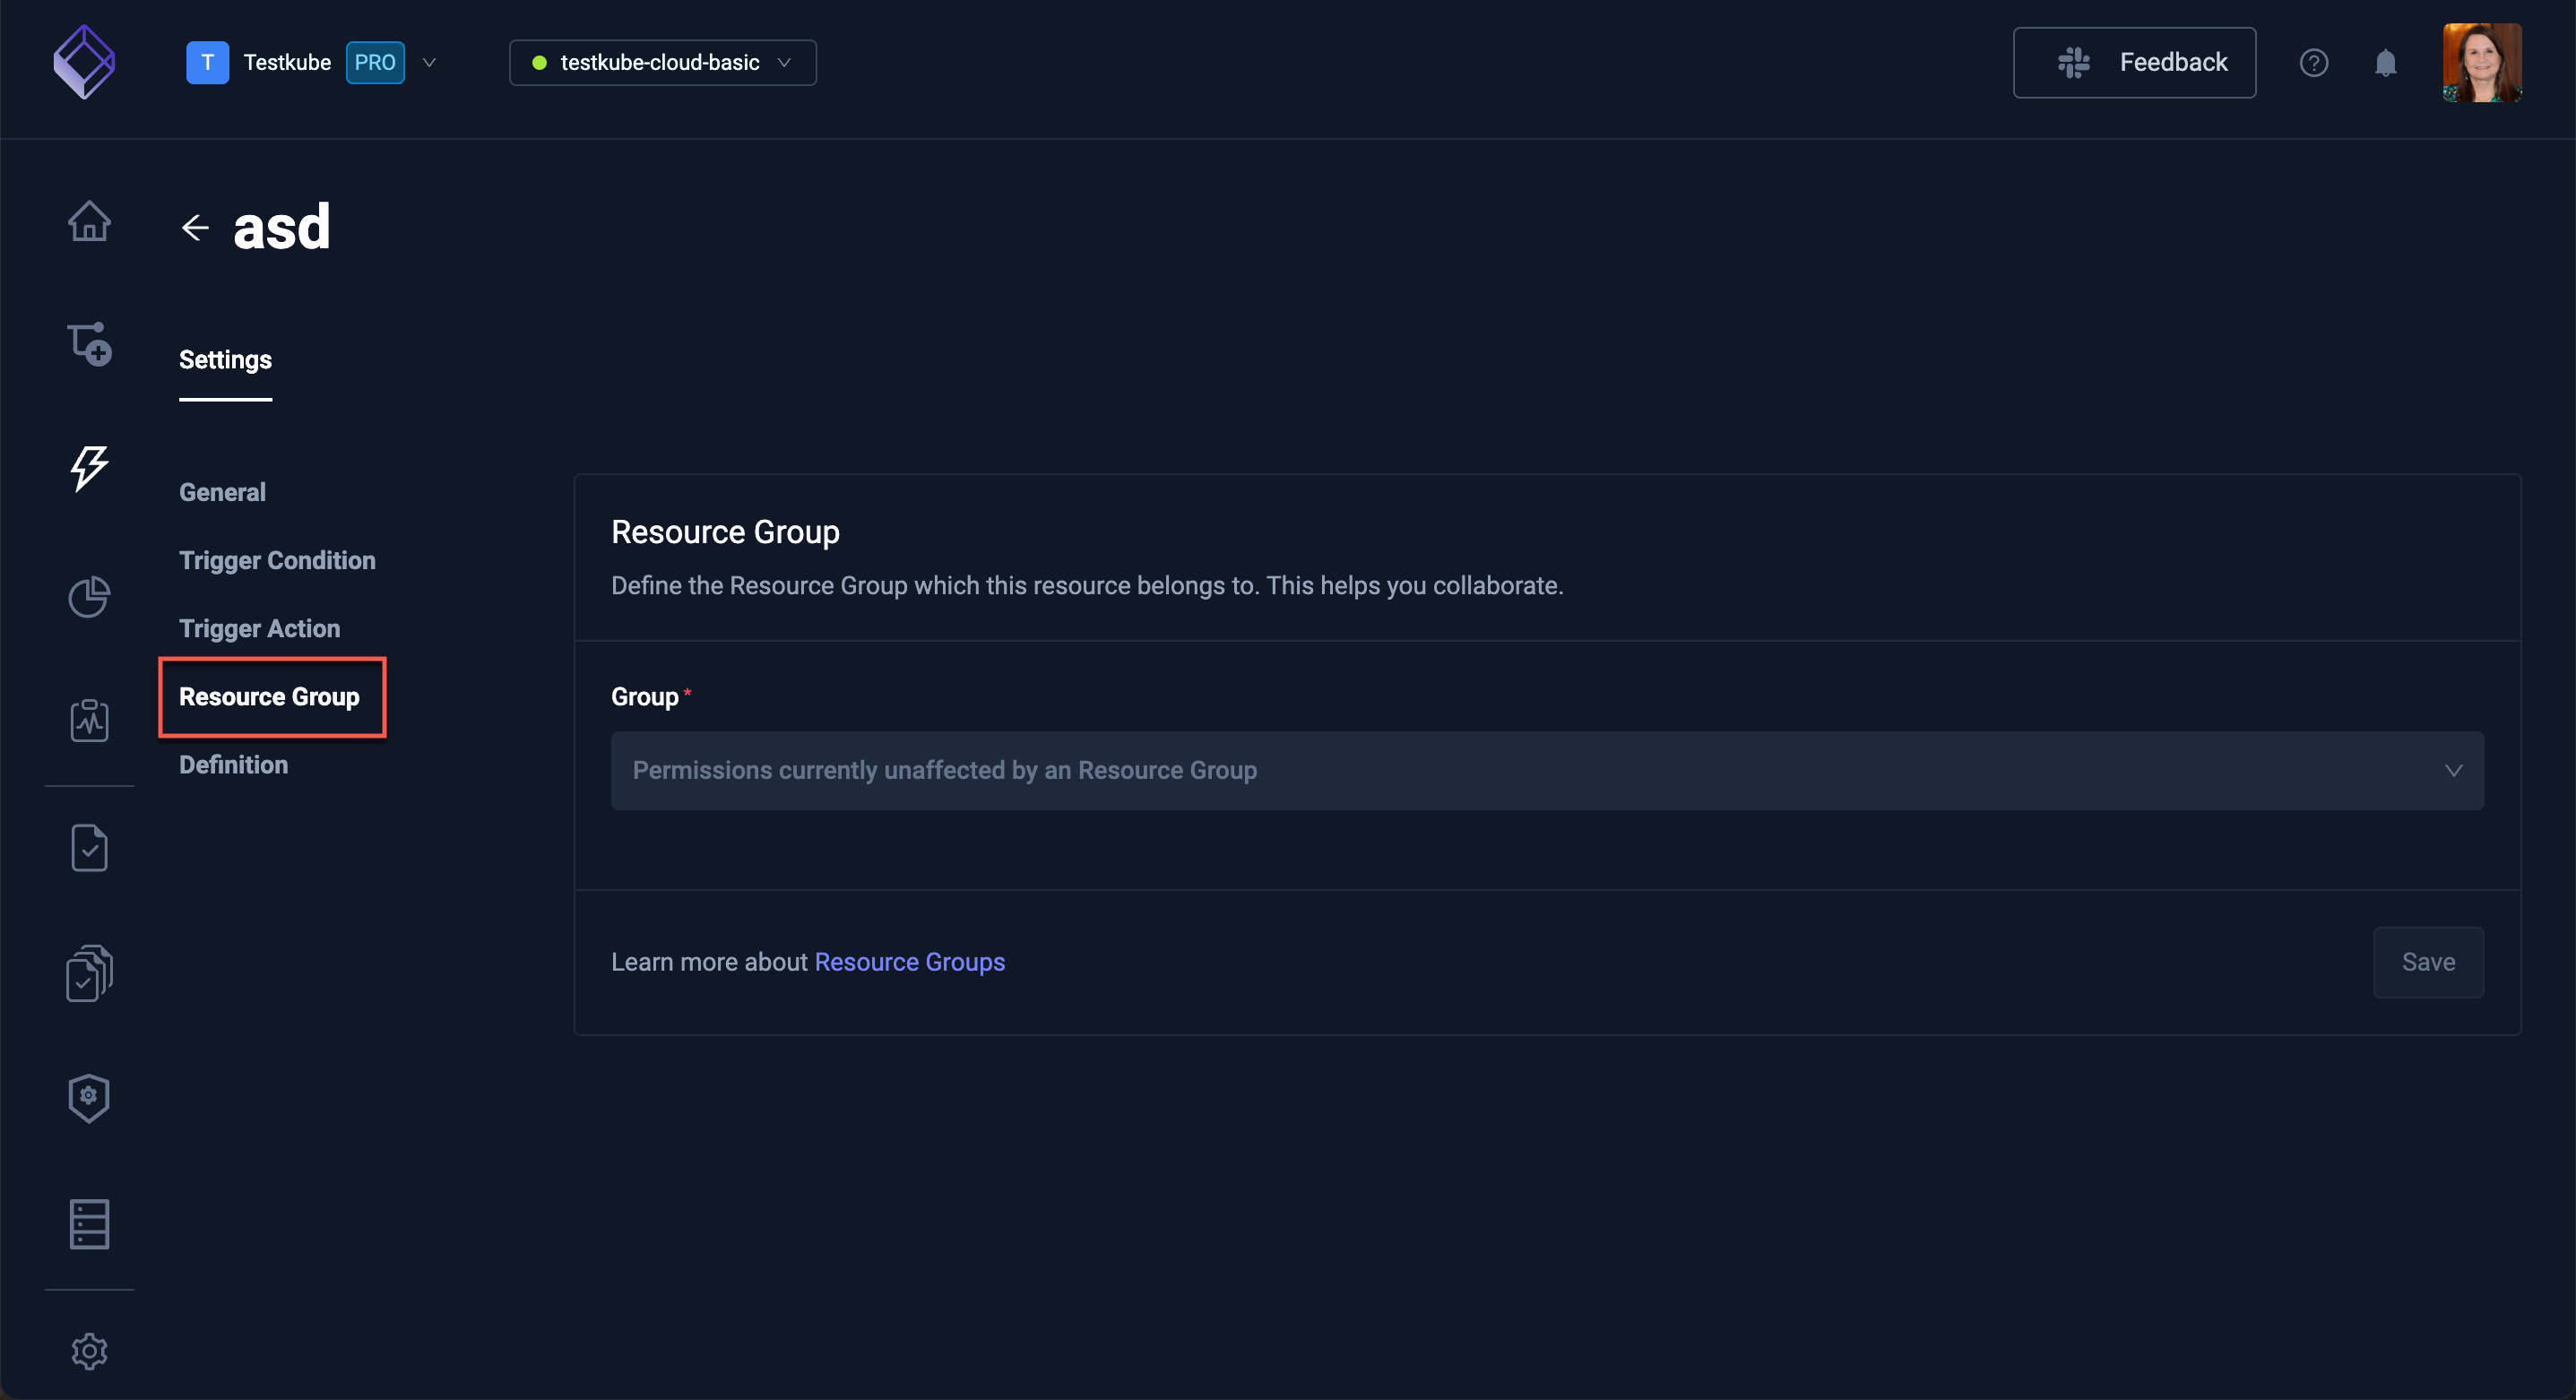 T Testkube PRO
testkube-cloud-basic
Feedback
asd
Settings
General
Trigger Condition
Trigger Action
Resource Group
Definition
Resource Group
Define the Resource Group which this resource belongs to. This helps you collaborate.
Group *
Permissions currently unaffected by an Resource Group
Learn more about Resource Groups
Save